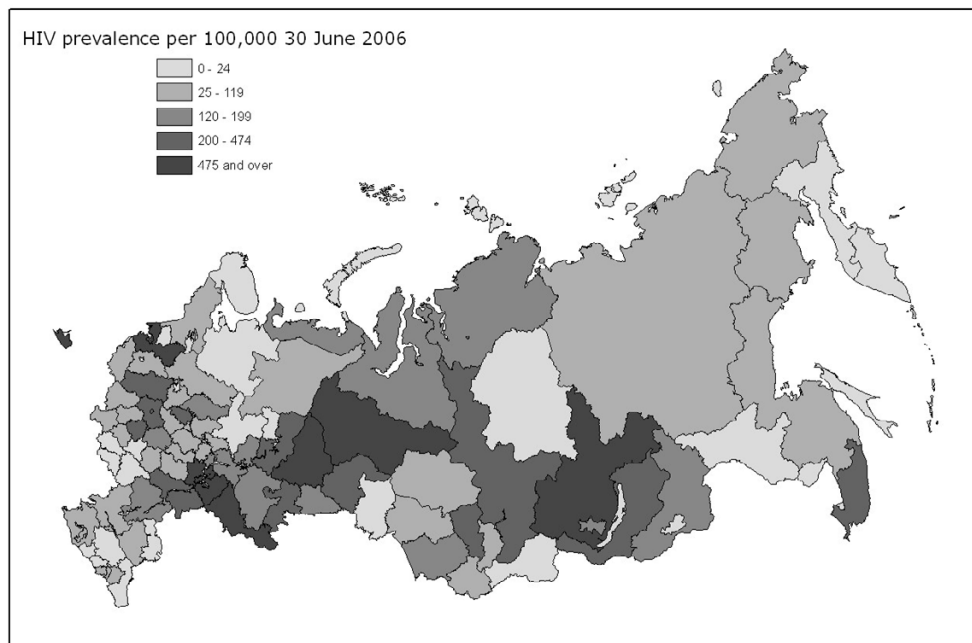 HIV prevalence per 100,000 30 June 2006
0 - 24
25 - 119
120 - 199
200 - 474
475 and over